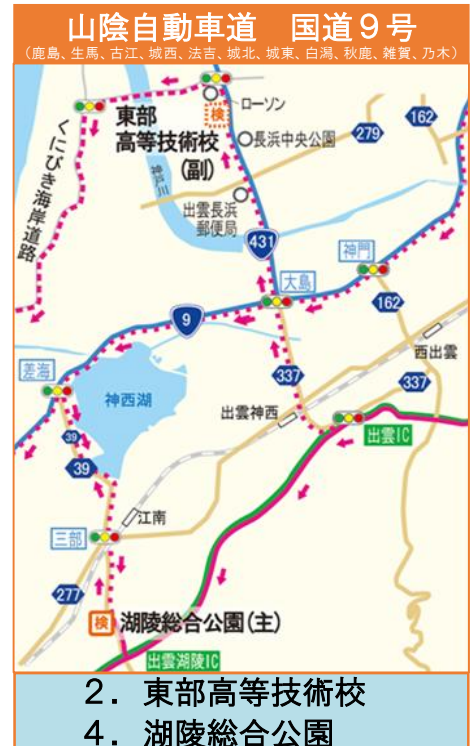 山陰自動車道　国道９号
（鹿島、生馬、古江、城西、法吉、城北、城東、白潟、秋鹿、雑賀、乃木）
ローソン
検
東部
高等技術校
（副）
長浜中央公園
279
162
くにびき海岸道路
出雲長浜
郵便局
431
神門
大島
162
9
西出雲
差海
337
337
神西湖
出雲神西
出雲IC
39
39
江南
三部
277
検 湖陵総合公園（主）
出雲湖陵IC
２．東部高等技術校
４．湖陵総合公園